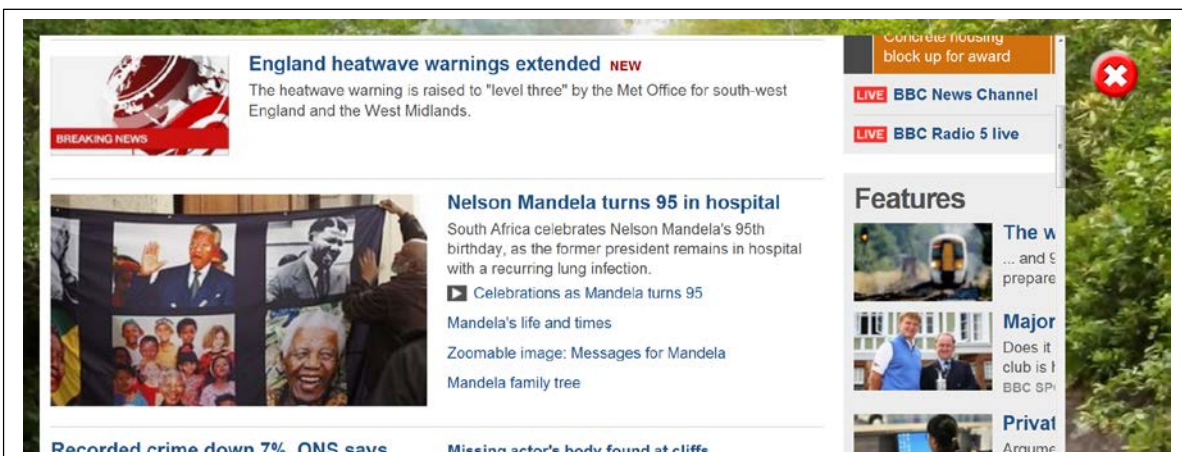 England heatwave warnings extended NEW
The heatwave warning is raised to "level three" by the Met Office for south-west
England and the West Midlands.
BREAKING NEWS
Nelson Mandela turns 95 in hospital
South Africa celebrates Nelson Mandela's 95th
birthday, as the former president remains in hospital
with a recurring lung infection.
Celebrations as Mandela turns 95
Mandela's life and times
Zoomable image: Messages for Mandela
Mandela family tree
Recorded crime down 7%, ONS says
Missing actor's body found at cliffs
Concrete housing
block up for award
LIVE BBC News Channel
LIVE BBC Radio 5 live
Features
The w
... and 9
prepare
Major
Does it
club is h
BBC SP
Privat
Argume